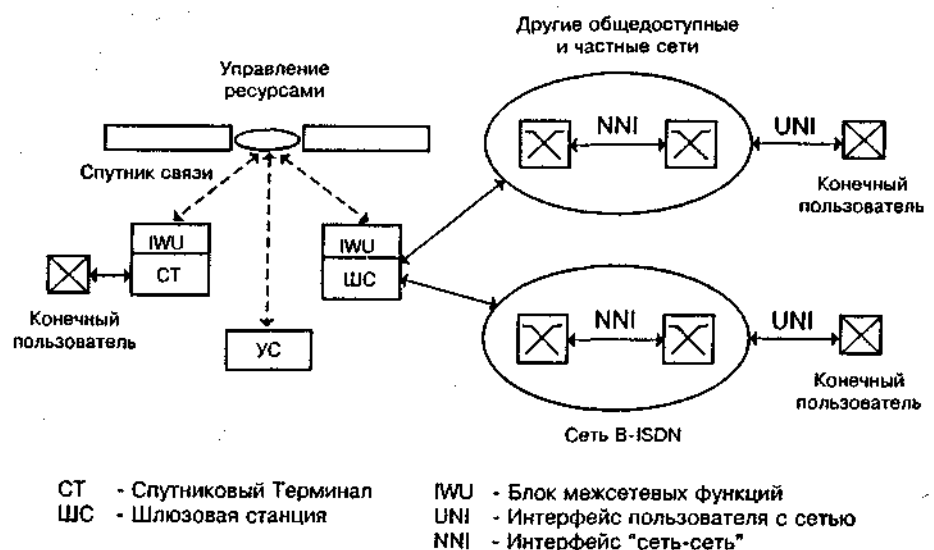 Другие общедоступные
и частные сети
Управление
ресурсами
NNI
UNI
Спутник связи
Конечный
пользователь
IWU
СТ
IWU
ШС
Конечный
пользователь
УС
NNI
UNI
Конечный
пользователь
Сеть B-ISDN
СТ - Спутниковый Терминал
ШС - Шлюзовая станция
IWU - Блок межсетевых функций
UNI - Интерфейс пользователя с сетью
NNI - Интерфейс "сеть-сеть"